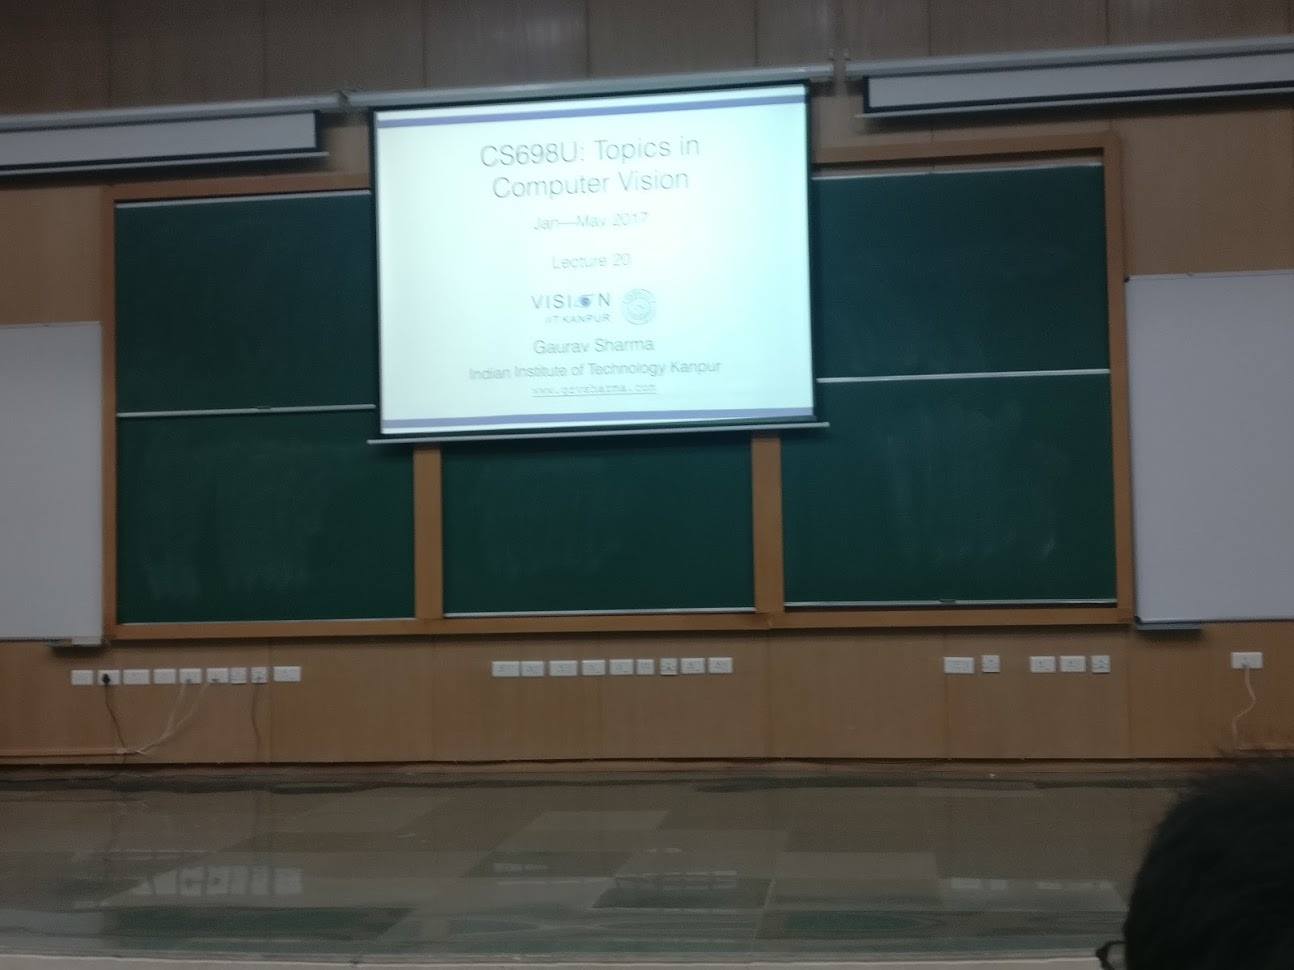 CS698U: Topics in
Computer Vision
Jan—May 2017
Lecture 20
VISION
IIT KANPUR
Gaurav Sharma
Indian Institute of Technology Kanpur
www.grvsharma.com